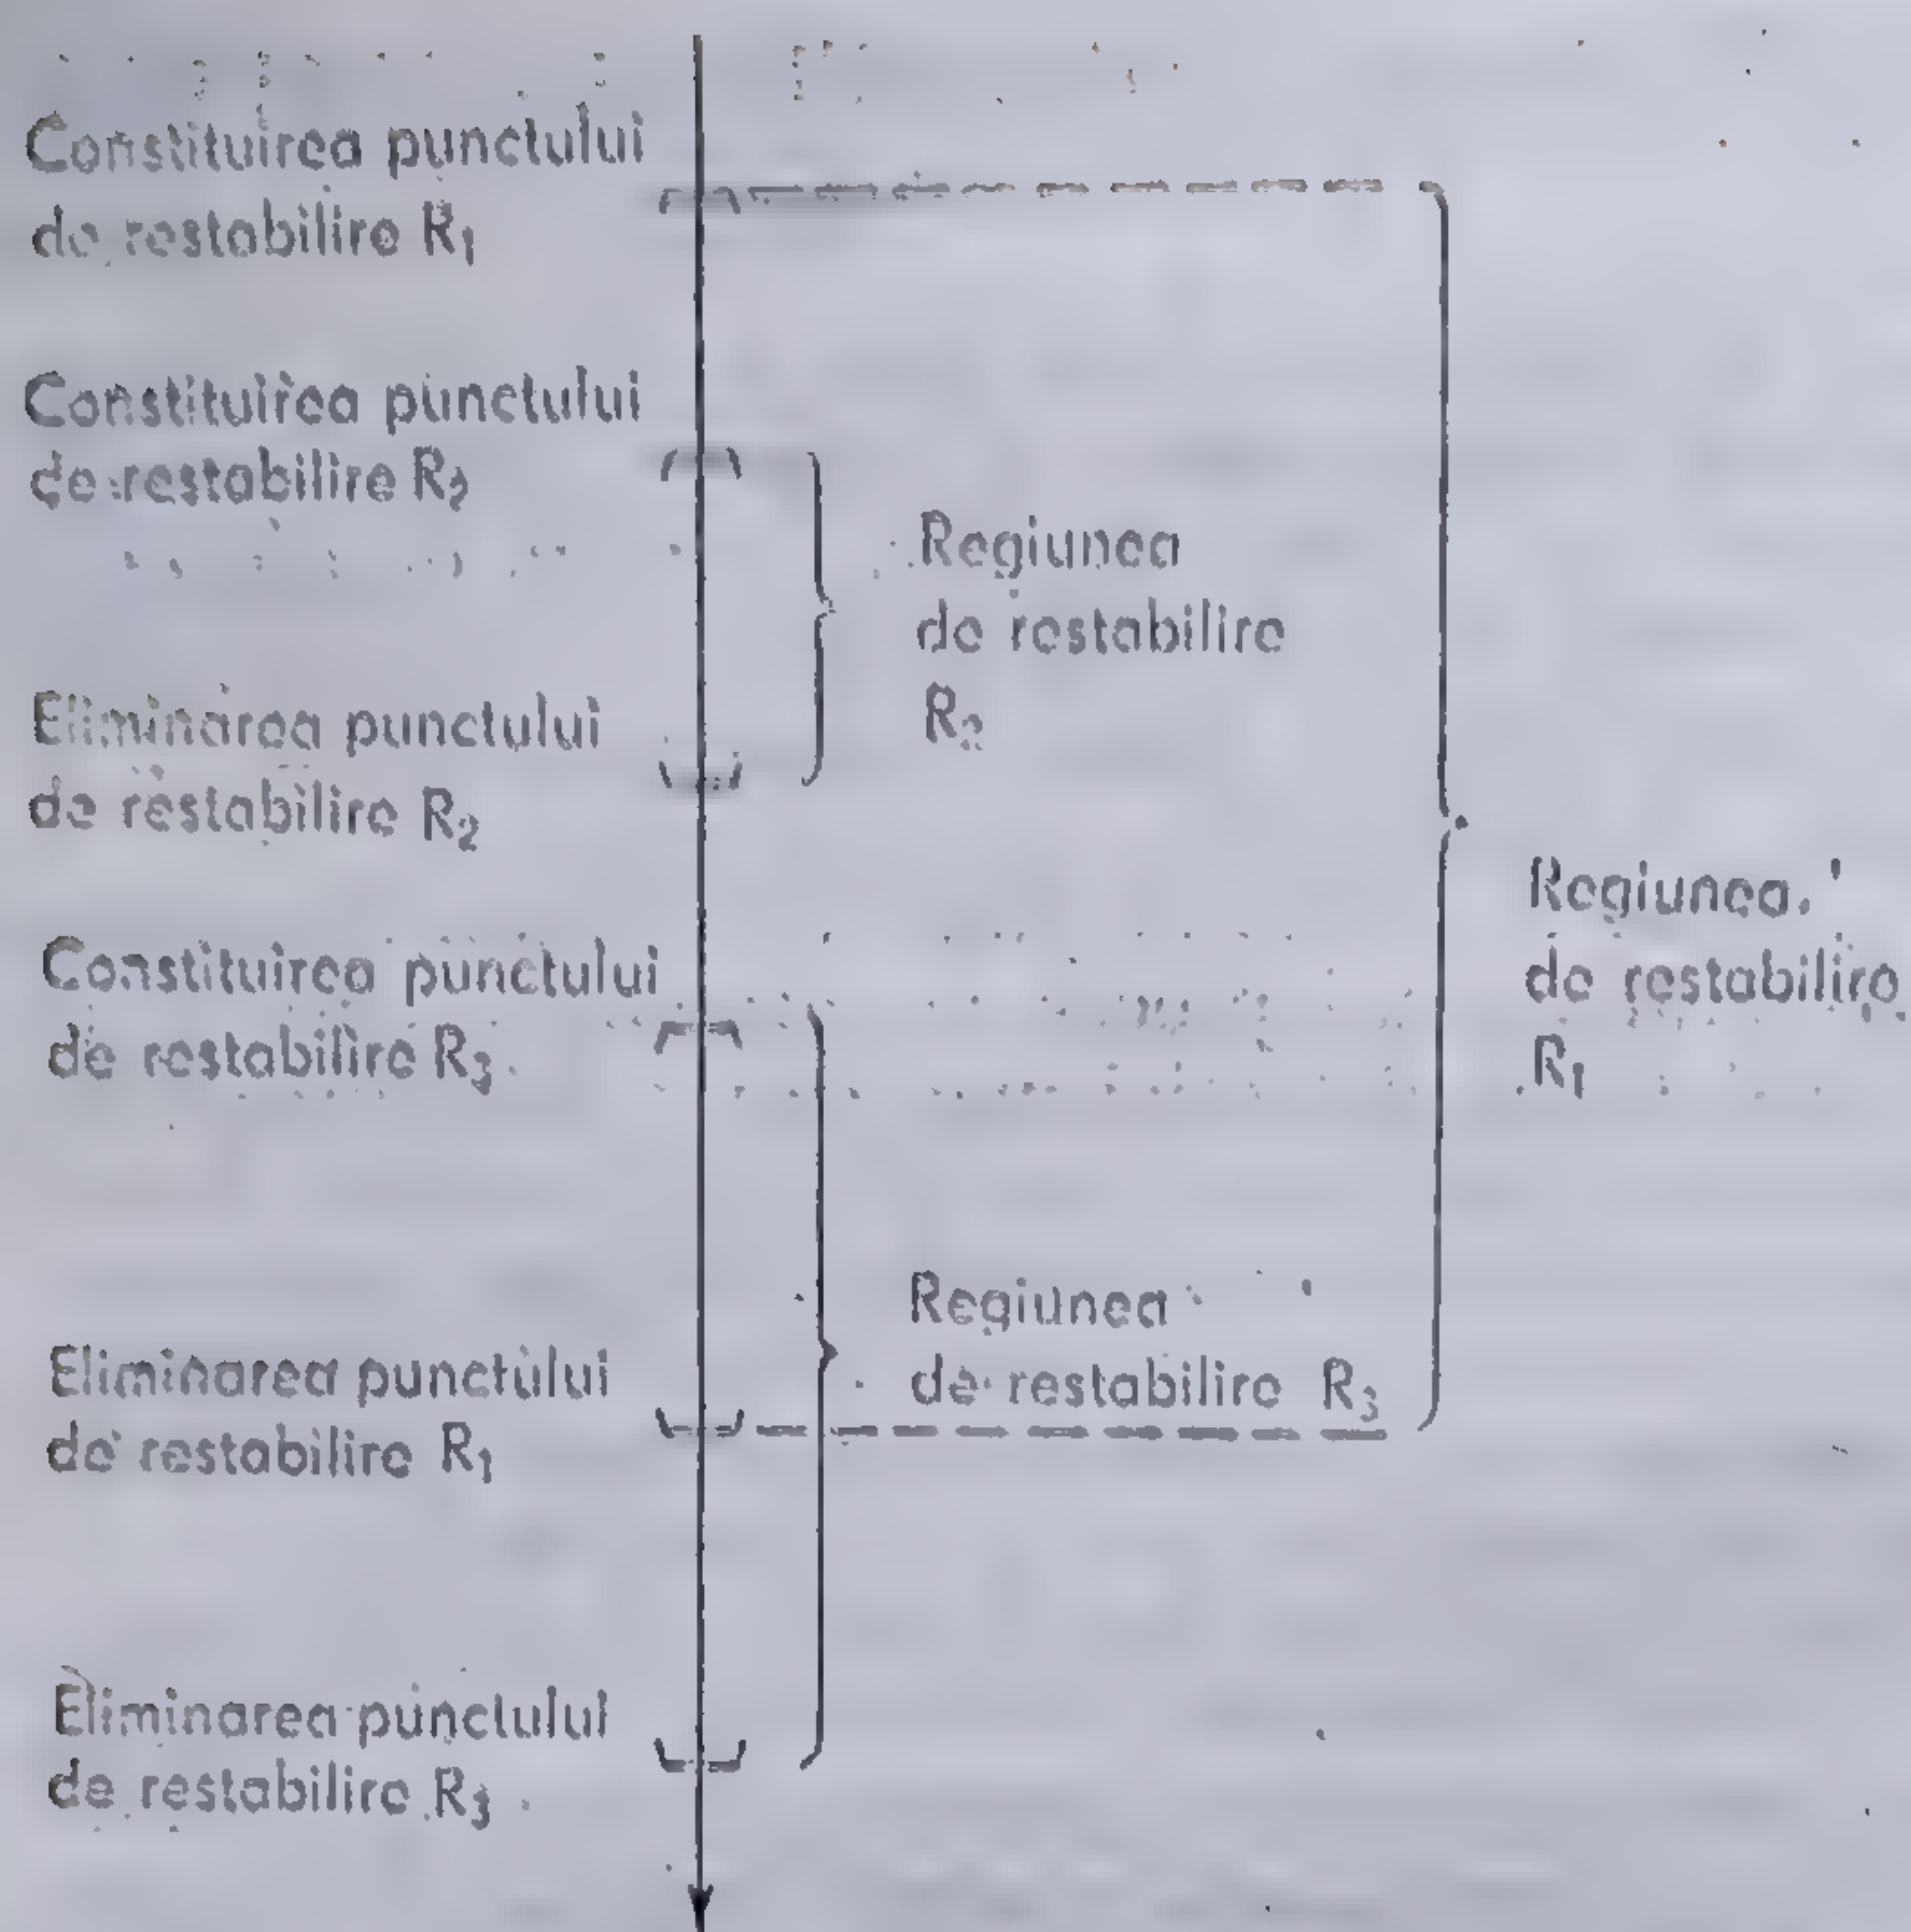 Constituirea punctului
de restabilire R₁
Constituirea punctului
de restabilire R₂
Regiunea
de restabilire
R₂
Eliminarea punctului
de restabilire R₂
Regiunea
de restabilire
R₁
Constituirea punctului
de restabilire R₃
Regiunea
de restabilire R₃
Eliminarea punctului
de restabilire R₁
Eliminarea punctului
de restabilire R₃